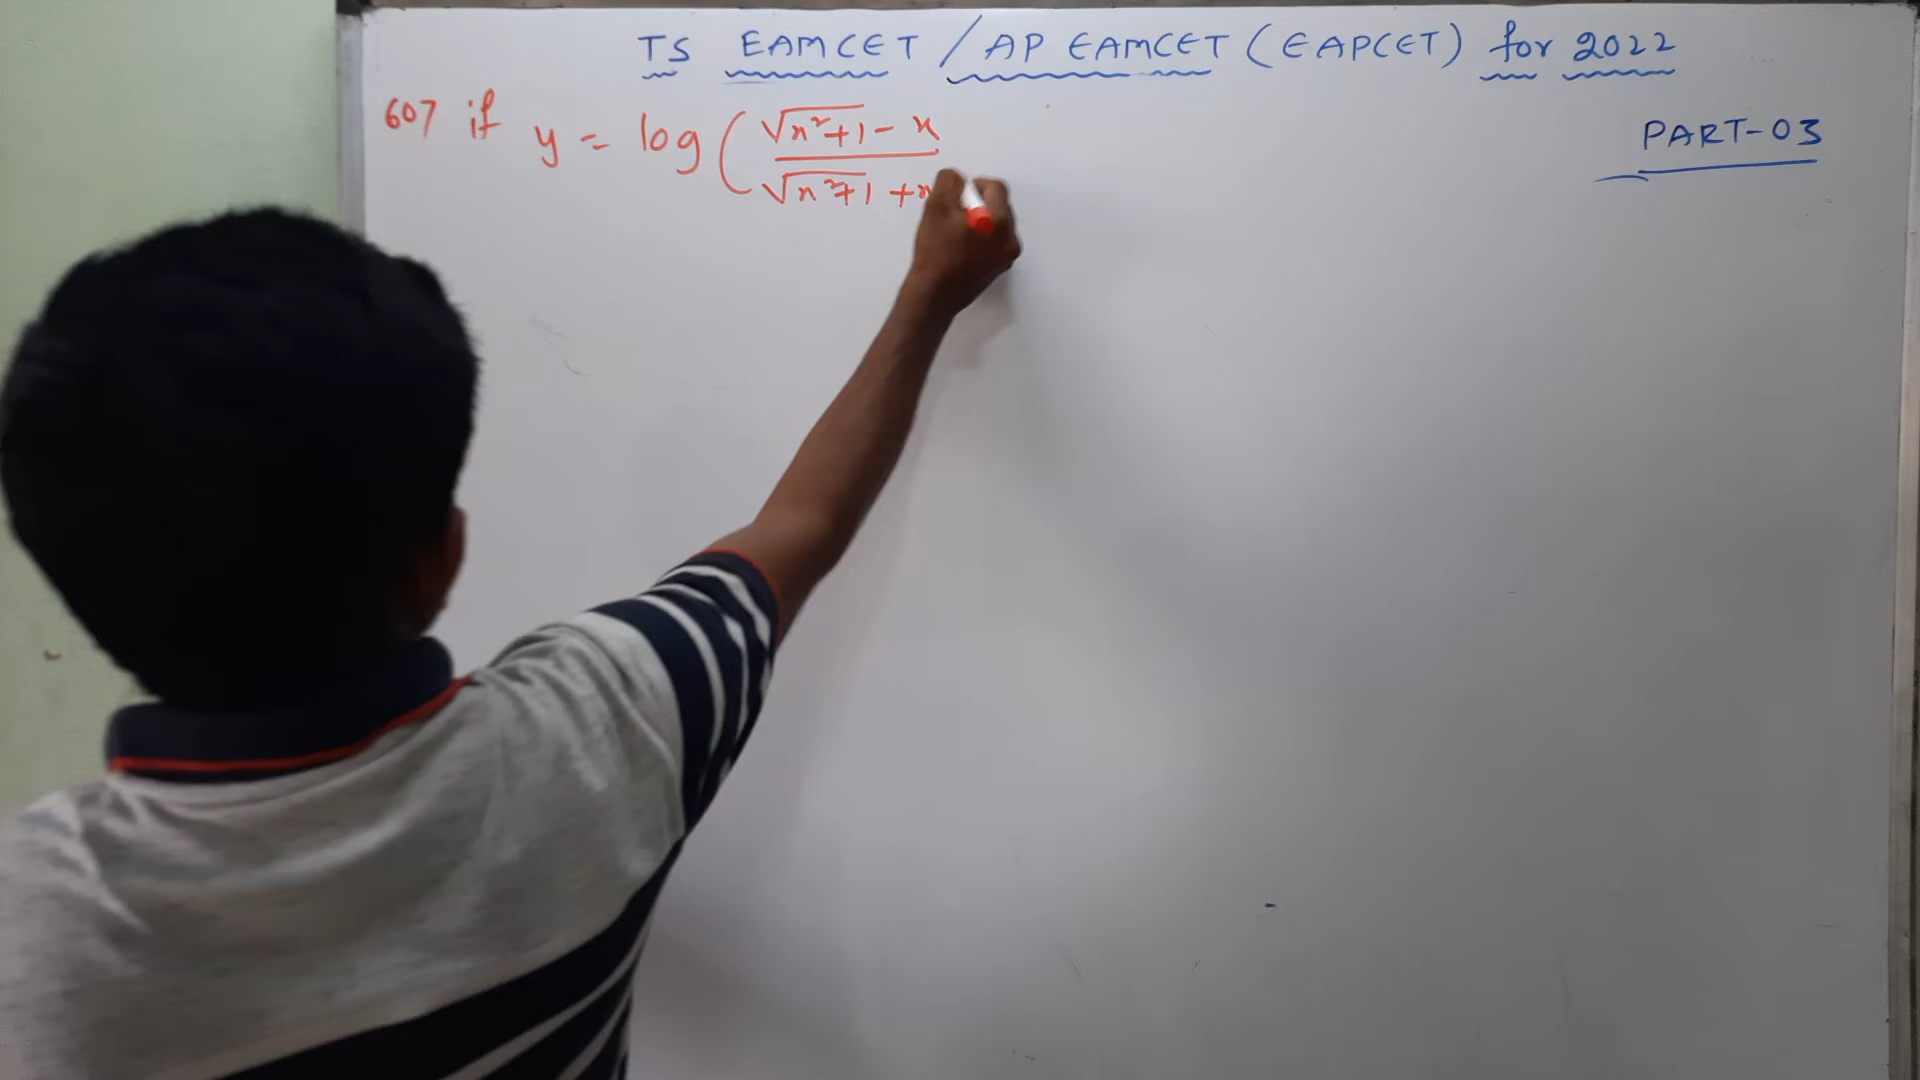 TS EAMCET / AP EAMCET (EAPCET) for 2022
PART-03
607 if y = log ( √x²+1 - x
√x²+1 + x